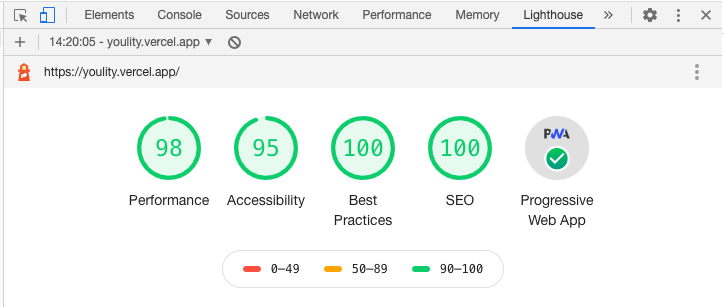 Elements Console Sources Network Performance Memory Lighthouse »
14:20:05 - youlity.vercel.app ▼
https://youlity.vercel.app/
98 95 100 100 PWA
Performance Accessibility Best SEO Progressive
Practices Web App
0–49 50–89 90–100